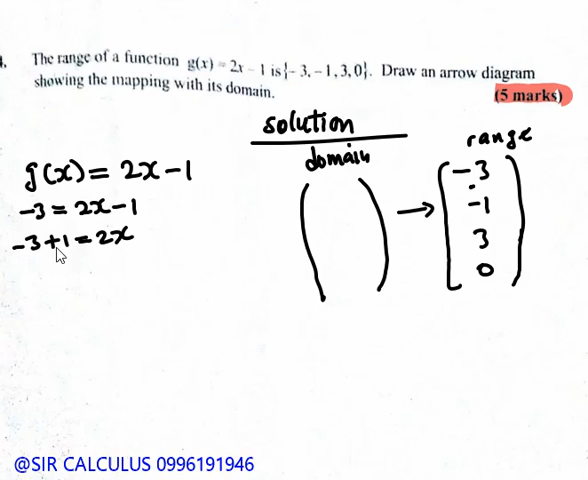 The range of a function g(x) = 2x - 1 is {- 3, - 1, 3, 0}. Draw an arrow diagram
showing the mapping with its domain.
(5 marks)
solution
domain
range
g(x) = 2x - 1
-3 = 2x - 1
-3 + 1 = 2x
→
-3
-1
3
0
@SIR CALCULUS 0996191946